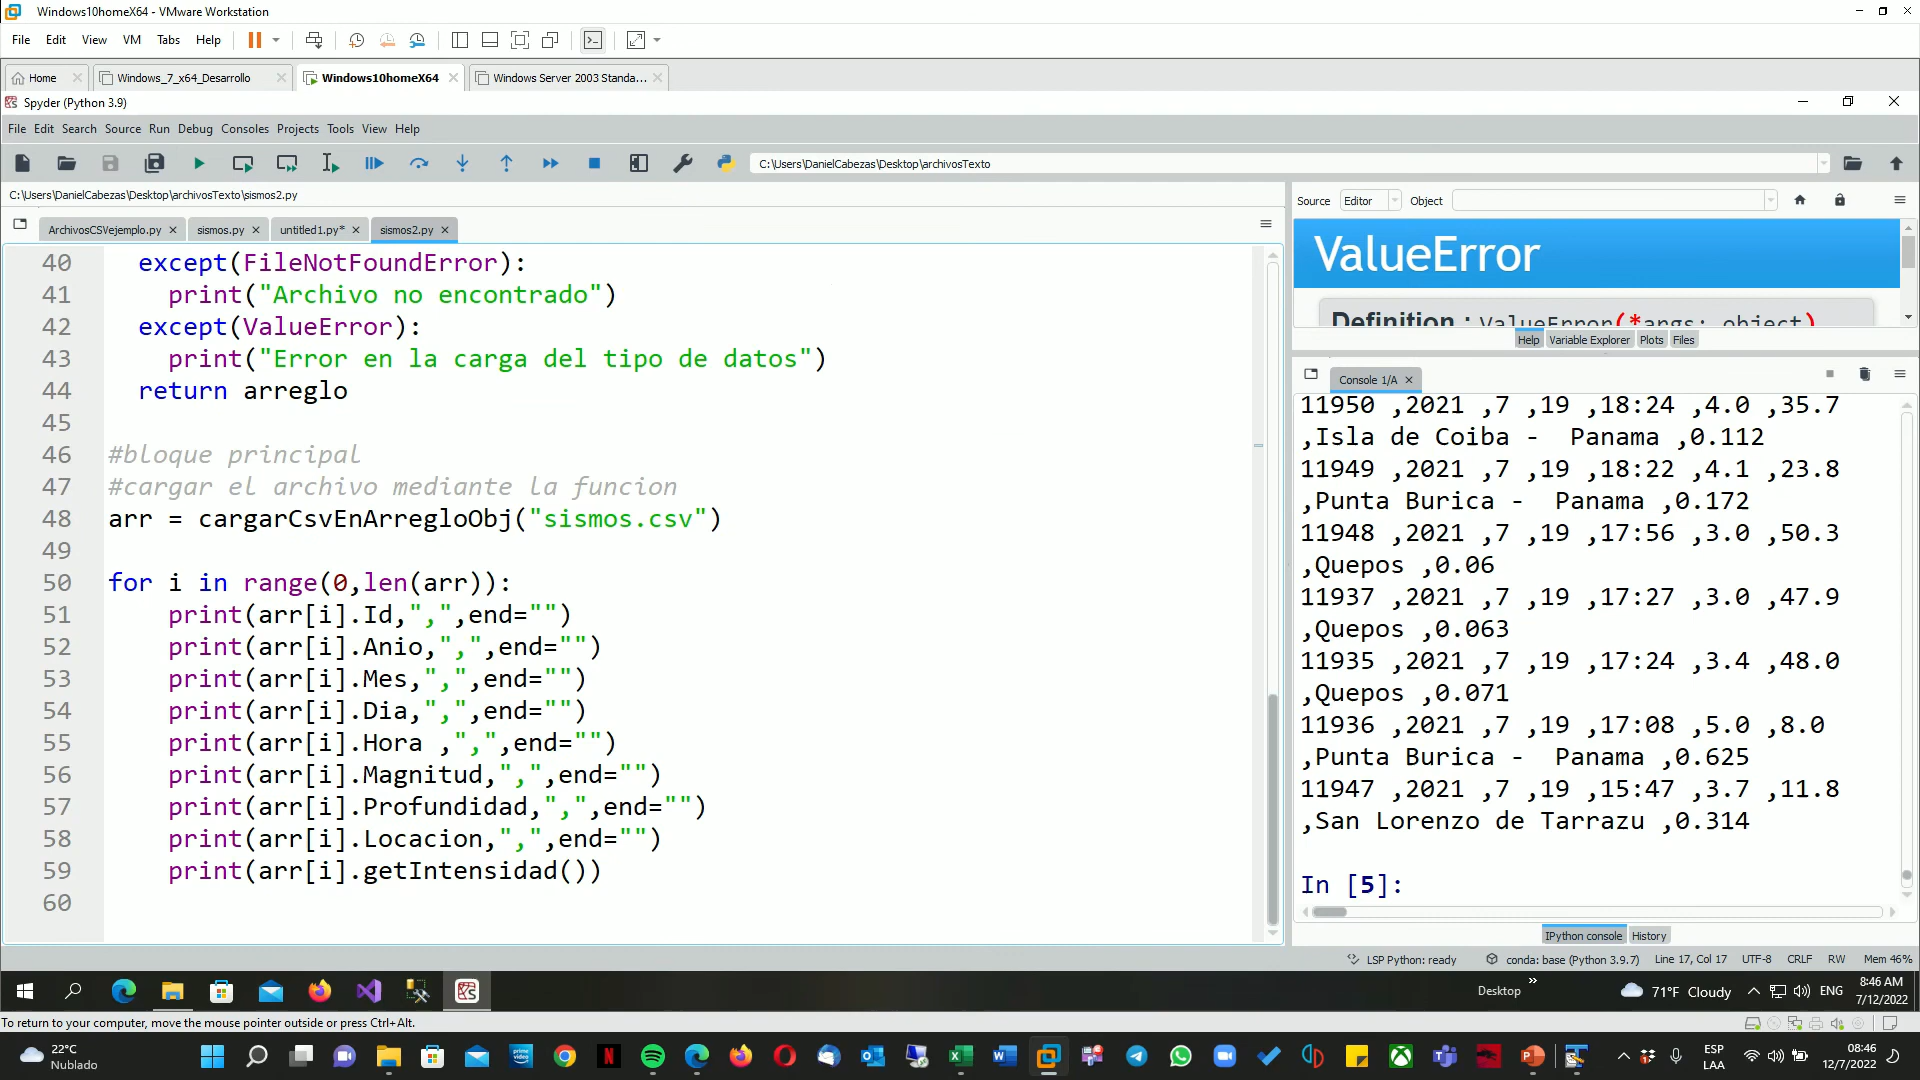 Windows10homeX64 - VMware Workstation
File Edit View VM Tabs Help
Home Windows_7_x64_Desarrollo Windows10homeX64 Windows Server 2003 Standa...
Spyder (Python 3.9)
File Edit Search Source Run Debug Consoles Projects Tools View Help
C:\Users\DanielCabezas\Desktop\archivosTexto
C:\Users\DanielCabezas\Desktop\archivosTexto\sismos2.py
ArchivosCSVejemplo.py sismos.py untitled1.py* sismos2.py
40 except(FileNotFoundError):
41 print("Archivo no encontrado")
42 except(ValueError):
43 print("Error en la carga del tipo de datos")
44 return arreglo
45
46 #bloque principal
47 #cargar el archivo mediante la funcion
48 arr = cargarCsvEnArregloObj("sismos.csv")
49
50 for i in range(0,len(arr)):
51 print(arr[i].Id,",",end="")
52 print(arr[i].Anio,",",end="")
53 print(arr[i].Mes,",",end="")
54 print(arr[i].Dia,",",end="")
55 print(arr[i].Hora ,",",end="")
56 print(arr[i].Magnitud,",",end="")
57 print(arr[i].Profundidad,",",end="")
58 print(arr[i].Locacion,",",end="")
59 print(arr[i].getIntensidad())
60
Source Editor Object
ValueError
Definition : ValueError(*args: object)
Help Variable Explorer Plots Files
Console 1/A
11950 ,2021 ,7 ,19 ,18:24 ,4.0 ,35.7
,Isla de Coiba -  Panama ,0.112
11949 ,2021 ,7 ,19 ,18:22 ,4.1 ,23.8
,Punta Burica -  Panama ,0.172
11948 ,2021 ,7 ,19 ,17:56 ,3.0 ,50.3
,Quepos ,0.06
11937 ,2021 ,7 ,19 ,17:27 ,3.0 ,47.9
,Quepos ,0.063
11935 ,2021 ,7 ,19 ,17:24 ,3.4 ,48.0
,Quepos ,0.071
11936 ,2021 ,7 ,19 ,17:08 ,5.0 ,8.0
,Punta Burica -  Panama ,0.625
11947 ,2021 ,7 ,19 ,15:47 ,3.7 ,11.8
,San Lorenzo de Tarrazu ,0.314
In [5]:
IPython console History
LSP Python: ready conda: base (Python 3.9.7) Line 17, Col 17 UTF-8 CRLF RW Mem 46%
Desktop 71°F Cloudy ENG 8:46 AM
7/12/2022
To return to your computer, move the mouse pointer outside or press Ctrl+Alt.
22°C
Nublado
ESP
LAA
08:46
12/7/2022